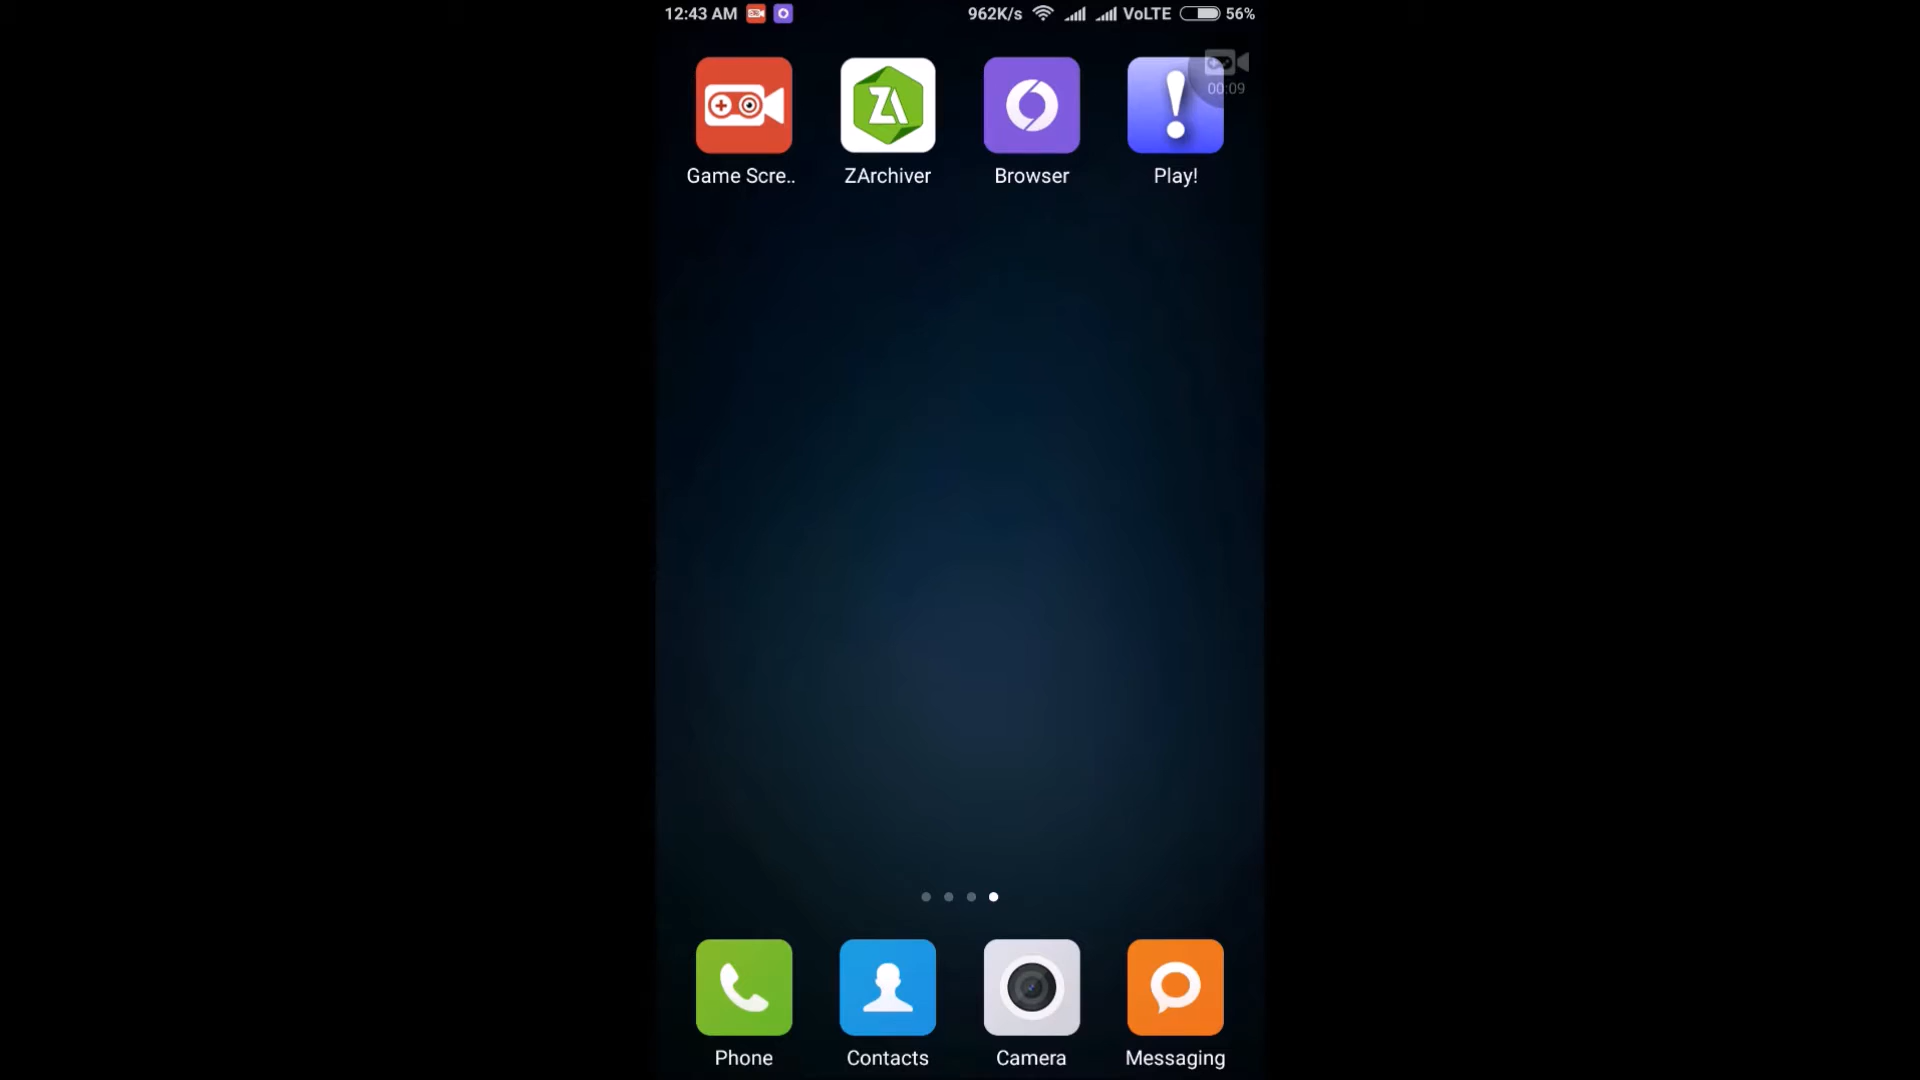 12:43 AM 962K/s VoLTE 56%
00:09
Game Scre.. ZArchiver Browser Play!
Phone Contacts Camera Messaging